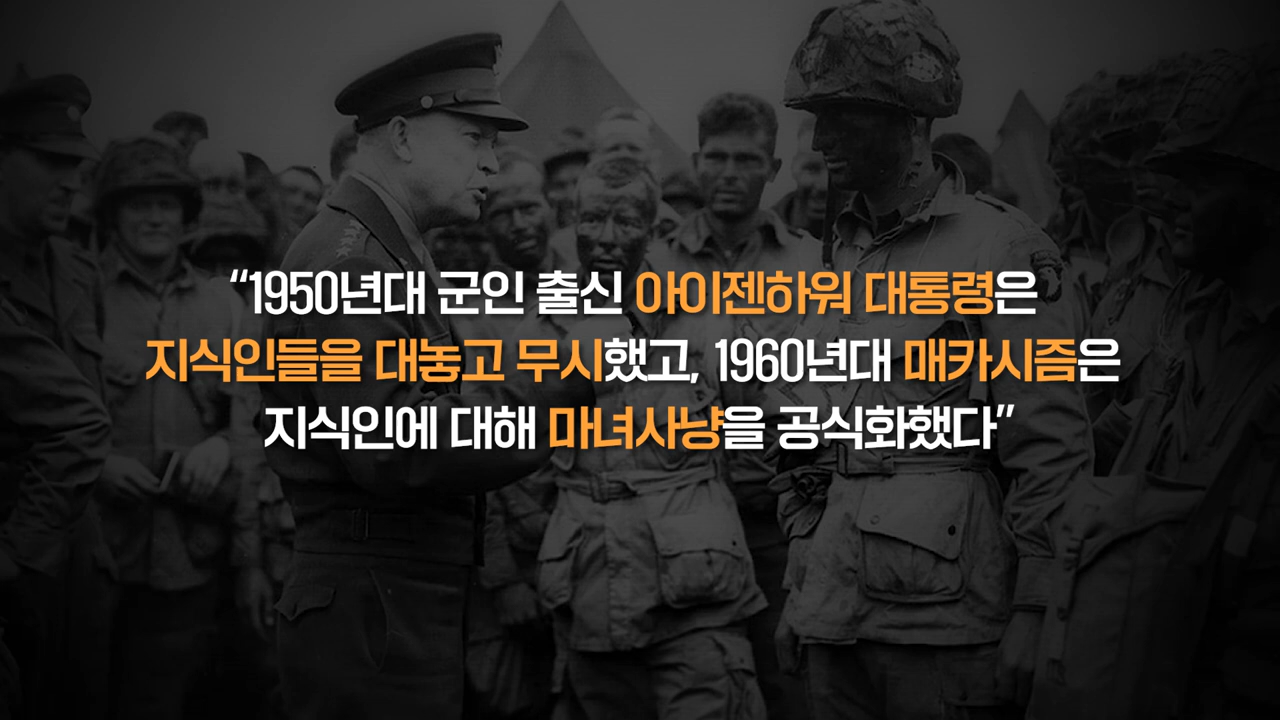 “1950년대 군인 출신 아이젠하워 대통령은
지식인들을 대놓고 무시했고, 1960년대 매카시즘은
지식인에 대해 마녀사냥을 공식화했다”